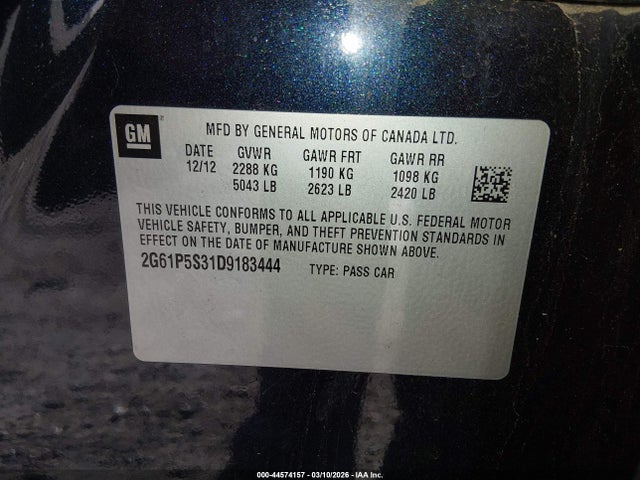 GM
MFD BY GENERAL MOTORS OF CANADA LTD.
DATE GVWR GAWR FRT GAWR RR
12/12 2288 KG 1190 KG 1098 KG
5043 LB 2623 LB 2420 LB
THIS VEHICLE CONFORMS TO ALL APPLICABLE U.S. FEDERAL MOTOR
VEHICLE SAFETY, BUMPER, AND THEFT PREVENTION STANDARDS IN
EFFECT ON THE DATE OF MANUFACTURE SHOWN ABOVE.
2G61P5S31D9183444 TYPE: PASS CAR
000-44574157 - 03/10/2026 - IAA Inc.